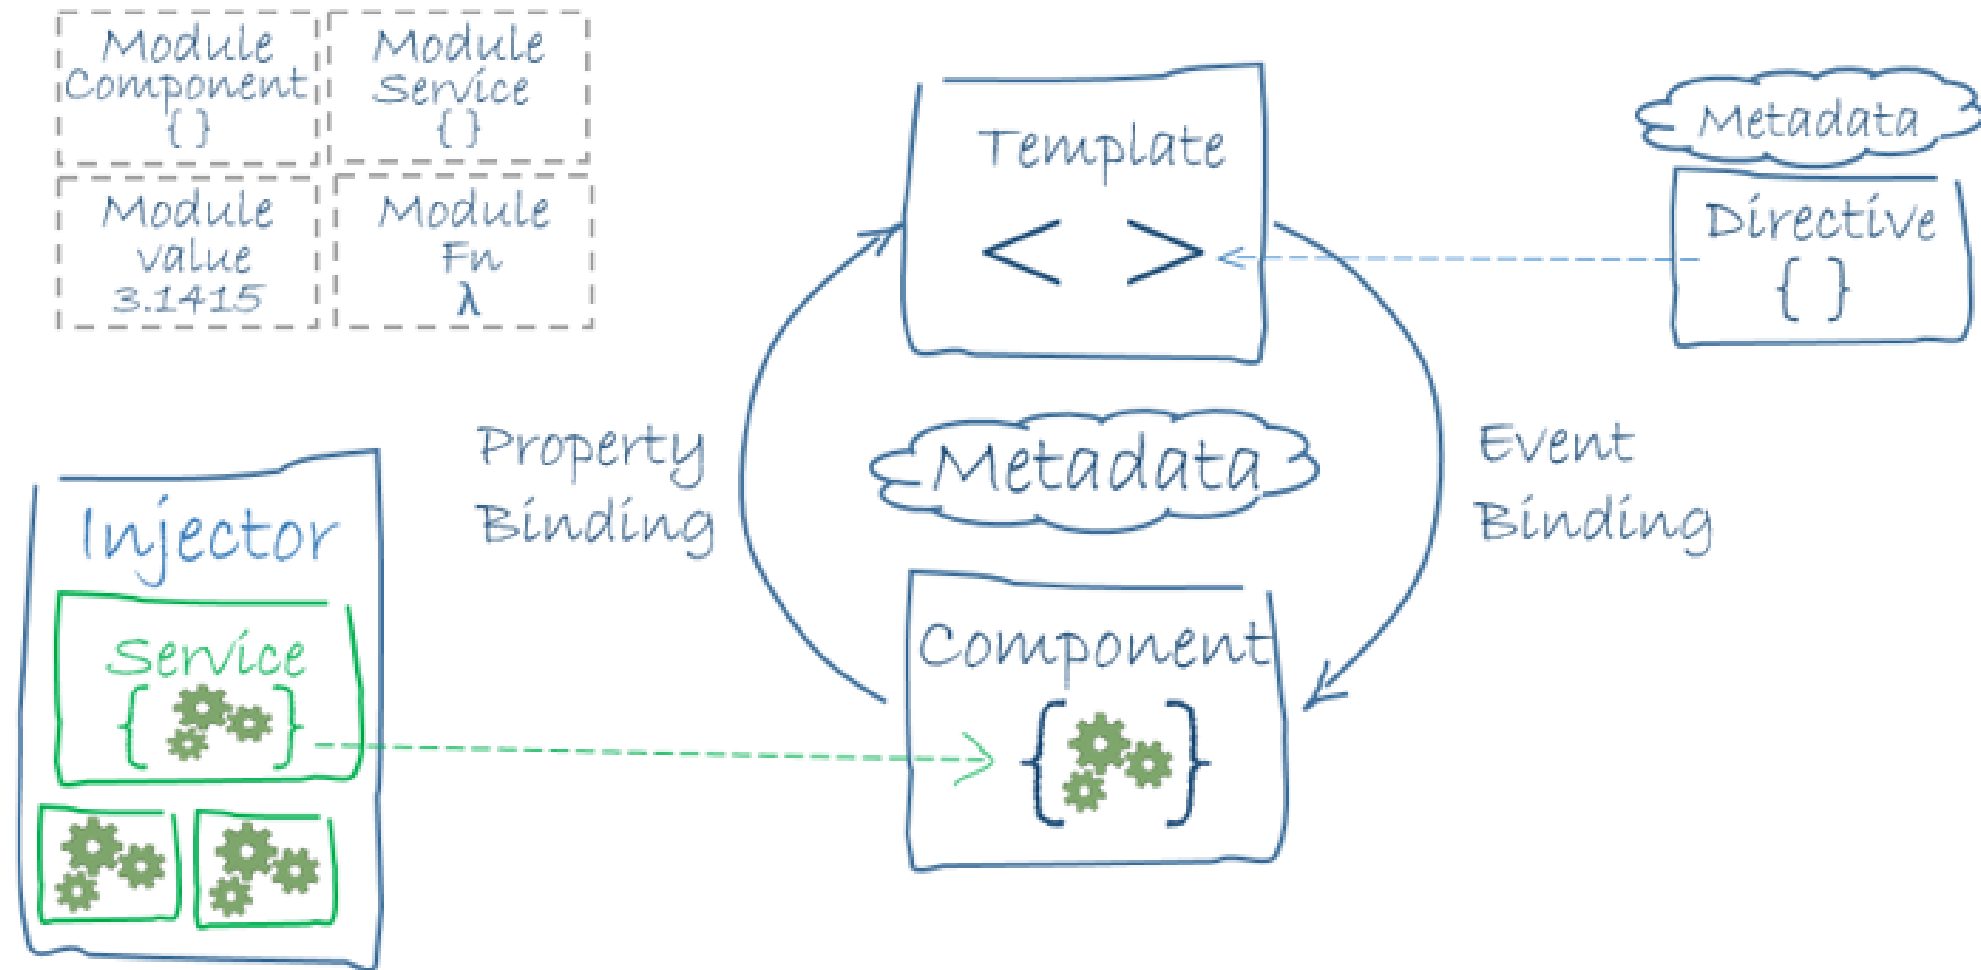 Module
Component
{ }
Module
Service
{ }
Module
value
3.1415
Module
Fn
λ
Template
< >
Metadata
Directive
{ }
Property
Binding
Metadata
Event
Binding
Injector
Service
{ }
Component
{ }